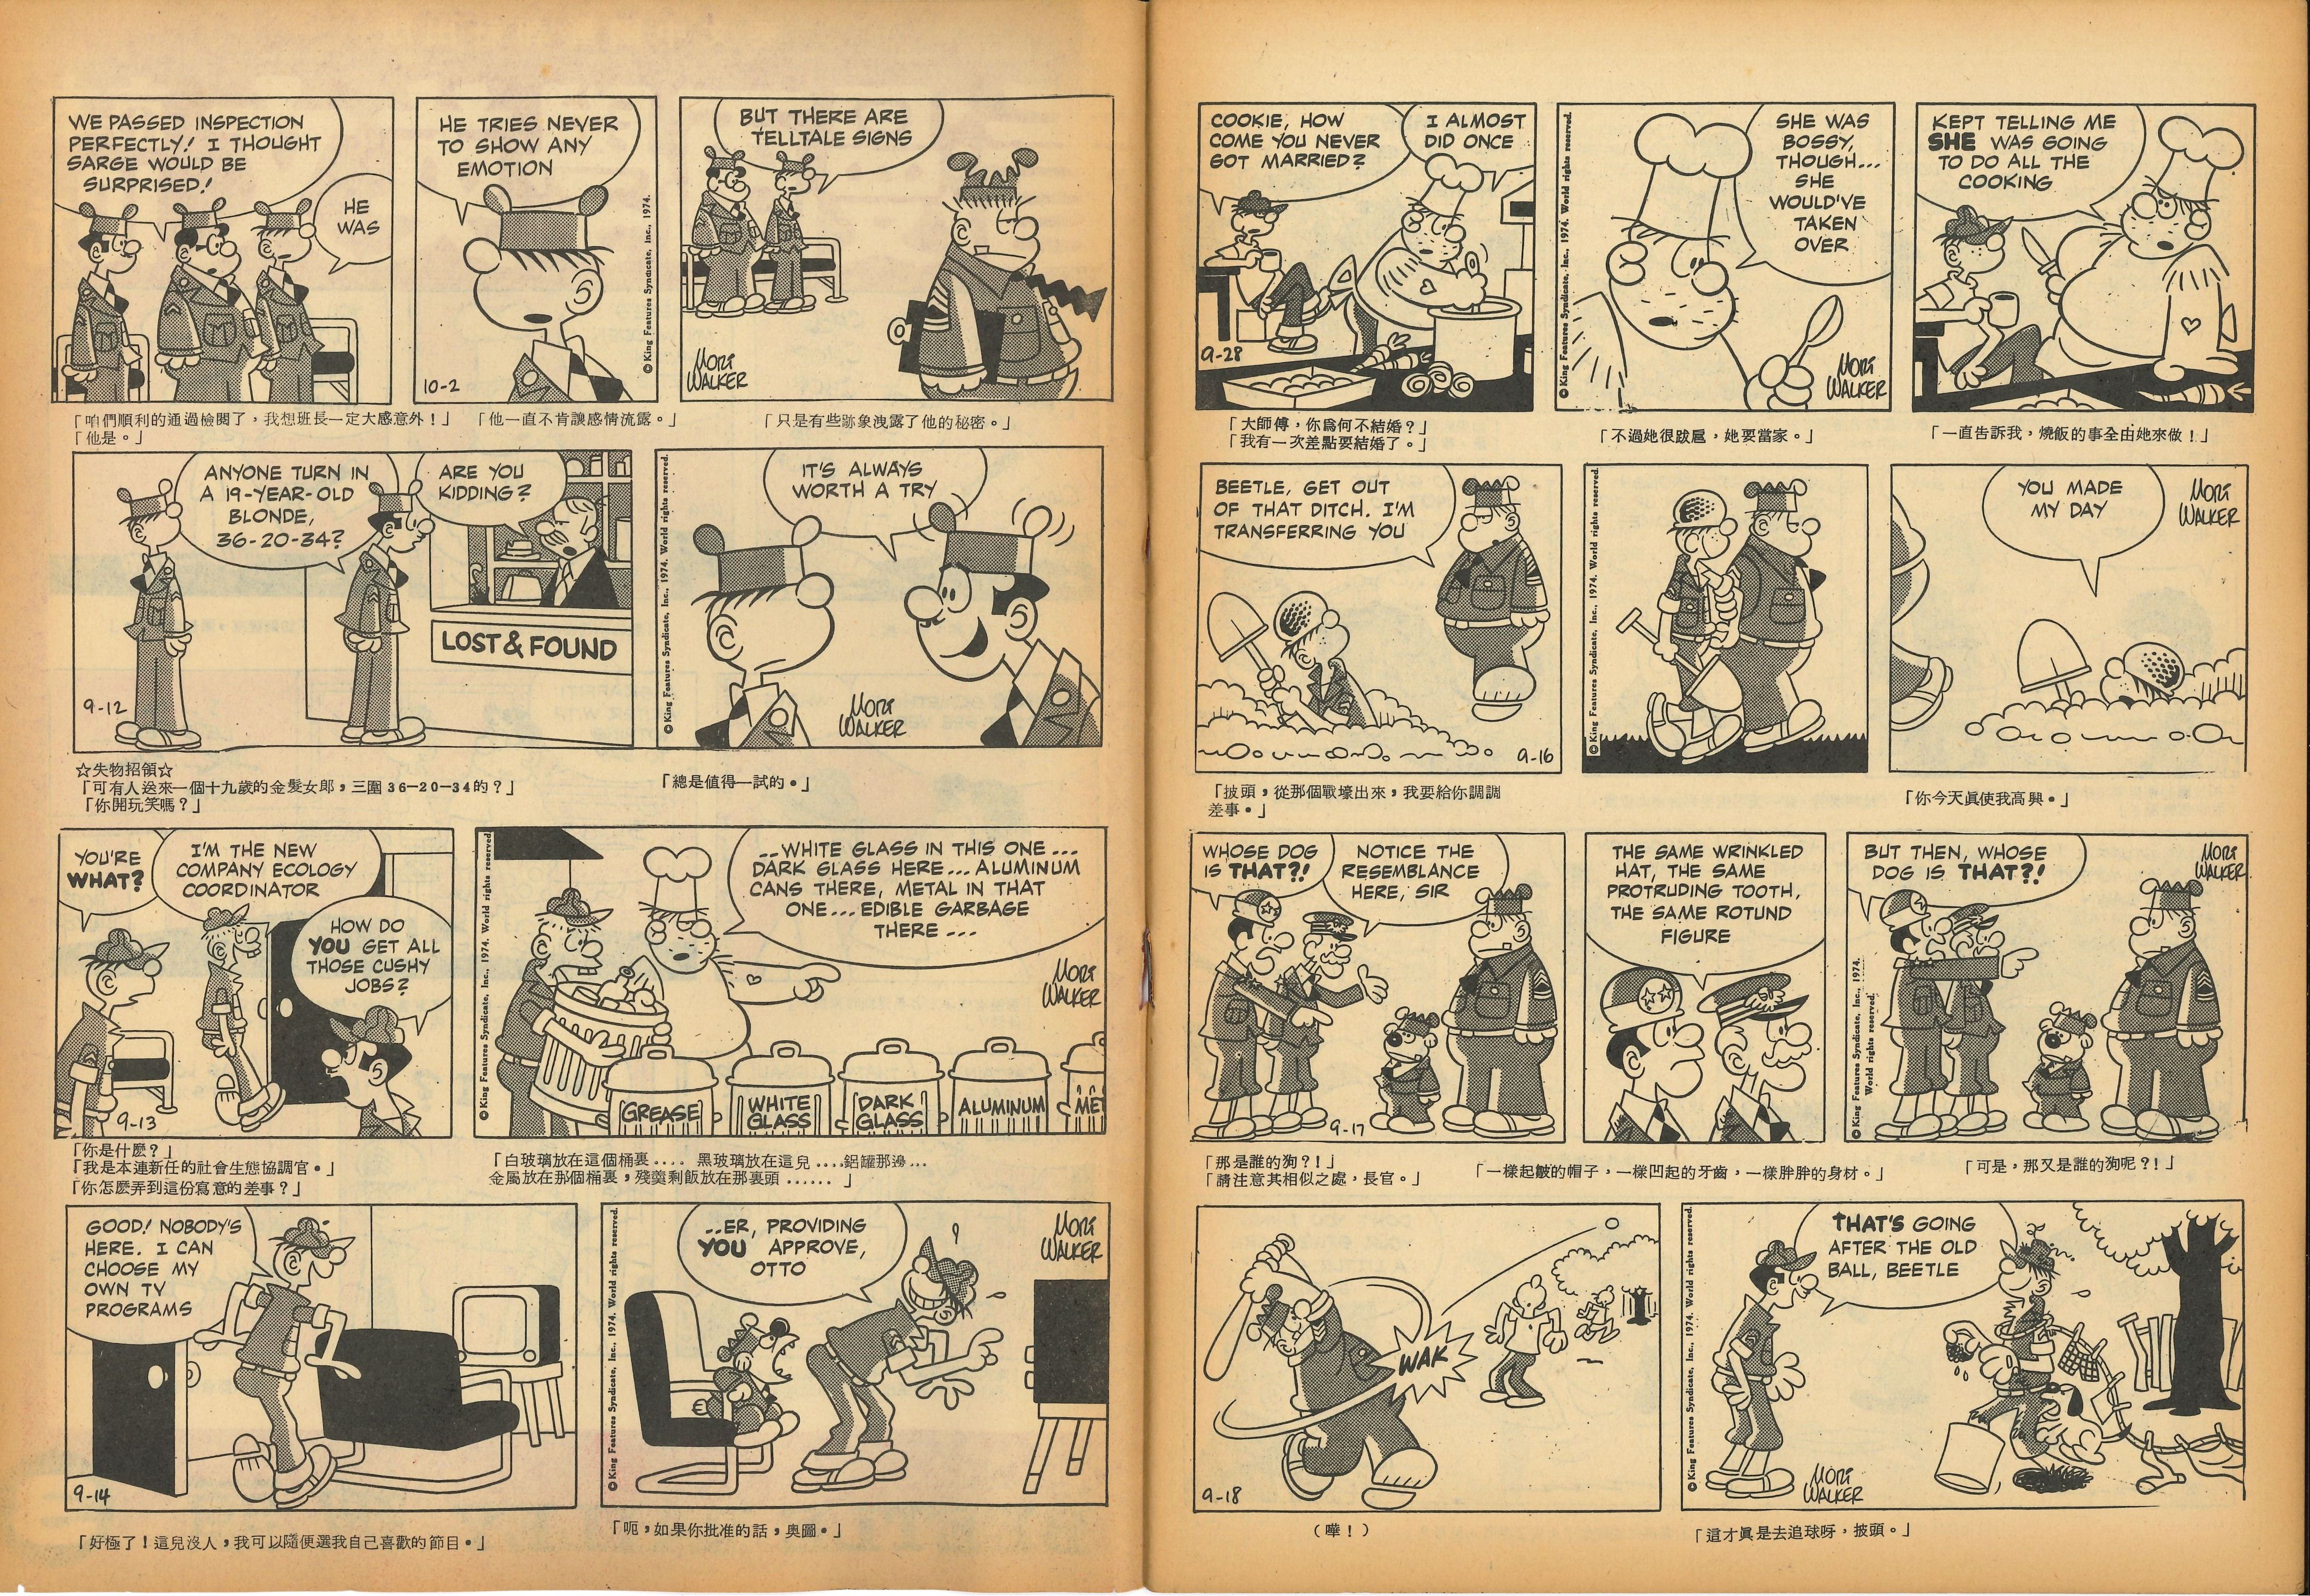 WE PASSED INSPECTION
PERFECTLY! I THOUGHT
SARGE WOULD BE
SURPRISED!
HE
WAS
HE TRIES NEVER
TO SHOW ANY
EMOTION
10-2
© King Features Syndicate, Inc., 1974.
BUT THERE ARE
TELLTALE SIGNS
MORT
WALKER
「咱們順利的通過檢閱了，我想班長一定大感意外！」
「他是。」
「他一直不肯讓感情流露。」
「只是有些跡象洩露了他的秘密。」
ANYONE TURN IN
A 19-YEAR-OLD
BLONDE,
36-20-34?
ARE YOU
KIDDING?
LOST & FOUND
9-12
© King Features Syndicate, Inc., 1974. World rights reserved.
IT'S ALWAYS
WORTH A TRY
MORT
WALKER
☆失物招領☆
「可有人送來一個十九歲的金髮女郎，三圍36—20—34的？」
「你開玩笑嗎？」
「總是值得一試的。」
YOU'RE
WHAT?
I'M THE NEW
COMPANY ECOLOGY
COORDINATOR
HOW DO
YOU GET ALL
THOSE CUSHY
JOBS?
9-13
© King Features Syndicate, Inc., 1974. World rights reserved
...WHITE GLASS IN THIS ONE...
DARK GLASS HERE...ALUMINUM
CANS THERE, METAL IN THAT
ONE...EDIBLE GARBAGE
THERE...
MORT
WALKER
GREASE
WHITE
GLASS
DARK
GLASS
ALUMINUM
MET
「你是什麽？」
「我是本連新任的社會生態協調官。」
「你怎麽弄到這份寫意的差事？」
「白玻璃放在這個桶裏.... 黑玻璃放在這兒....鋁罐那邊...
金屬放在那個桶裏，殘羹剩飯放在那裏頭......」
GOOD! NOBODY'S
HERE. I CAN
CHOOSE MY
OWN TV
PROGRAMS
9-14
© King Features Syndicate, Inc., 1974. World rights reserved.
..ER, PROVIDING
YOU APPROVE,
OTTO
MORT
WALKER
「好極了！這兒沒人，我可以隨便選我自己喜歡的節目。」
「呃，如果你批准的話，奧圖。」
COOKIE, HOW
COME YOU NEVER
GOT MARRIED?
I ALMOST
DID ONCE
9-28
© King Features Syndicate, Inc., 1974. World rights reserved.
SHE WAS
BOSSY,
THOUGH...
SHE
WOULD'VE
TAKEN
OVER
MORT
WALKER
KEPT TELLING ME
SHE WAS GOING
TO DO ALL THE
COOKING
「大師傅，你爲何不結婚？」
「我有一次差點要結婚了。」
「不過她很跋扈，她要當家。」
「一直告訴我，燒飯的事全由她來做！」
BEETLE, GET OUT
OF THAT DITCH. I'M
TRANSFERRING YOU
9-16
© King Features Syndicate, Inc., 1974. World rights reserved.
YOU MADE
MY DAY
MORT
WALKER
「披頭，從那個戰壕出來，我要給你調調
差事。」
「你今天眞使我高興。」
WHOSE DOG
IS THAT?!
NOTICE THE
RESEMBLANCE
HERE, SIR
9-17
THE SAME WRINKLED
HAT, THE SAME
PROTRUDING TOOTH,
THE SAME ROTUND
FIGURE
BUT THEN, WHOSE
DOG IS THAT?!
MORT
WALKER
© King Features Syndicate, Inc., 1974.
World rights reserved.
「那是誰的狗？！」
「請注意其相似之處，長官。」
「一樣起皺的帽子，一樣凹起的牙齒，一樣胖胖的身材。」
「可是，那又是誰的狗呢？！」
WAK
9-18
© King Features Syndicate, Inc., 1974. World rights reserved.
THAT'S GOING
AFTER THE OLD
BALL, BEETLE
MORT
WALKER
（嘩！）
「這才眞是去追球呀，披頭。」